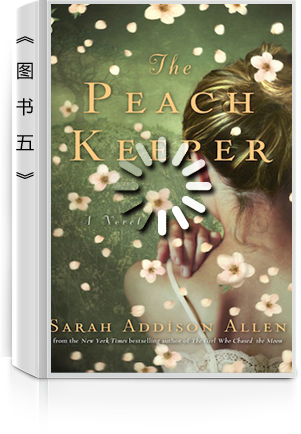 《图书五》
The
PEACH
KEEPER
A Novel
SARAH ADDISON ALLEN
from the New York Times bestselling author of The Girl Who Chased the Moon